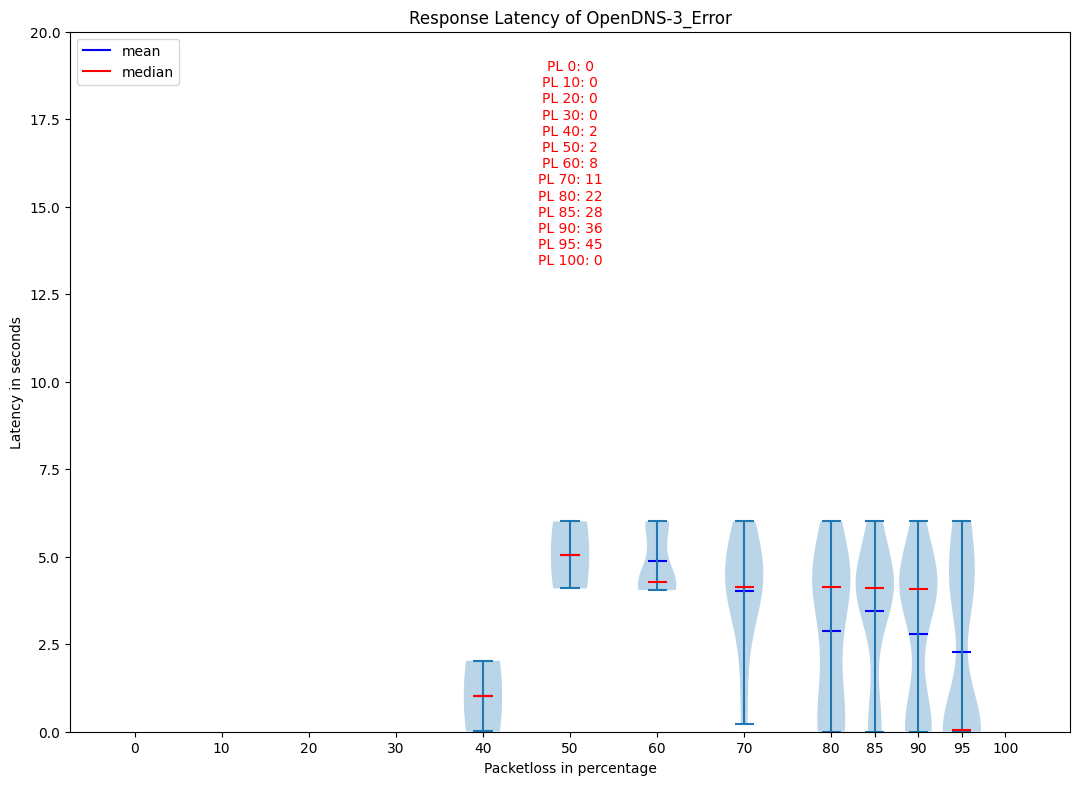 Response Latency of OpenDNS-3_Error
mean
median
PL 0: 0
PL 10: 0
PL 20: 0
PL 30: 0
PL 40: 2
PL 50: 2
PL 60: 8
PL 70: 11
PL 80: 22
PL 85: 28
PL 90: 36
PL 95: 45
PL 100: 0
Latency in seconds
20.0
17.5
15.0
12.5
10.0
7.5
5.0
2.5
0.0
0 10 20 30 40 50 60 70 80 85 90 95 100
Packetloss in percentage